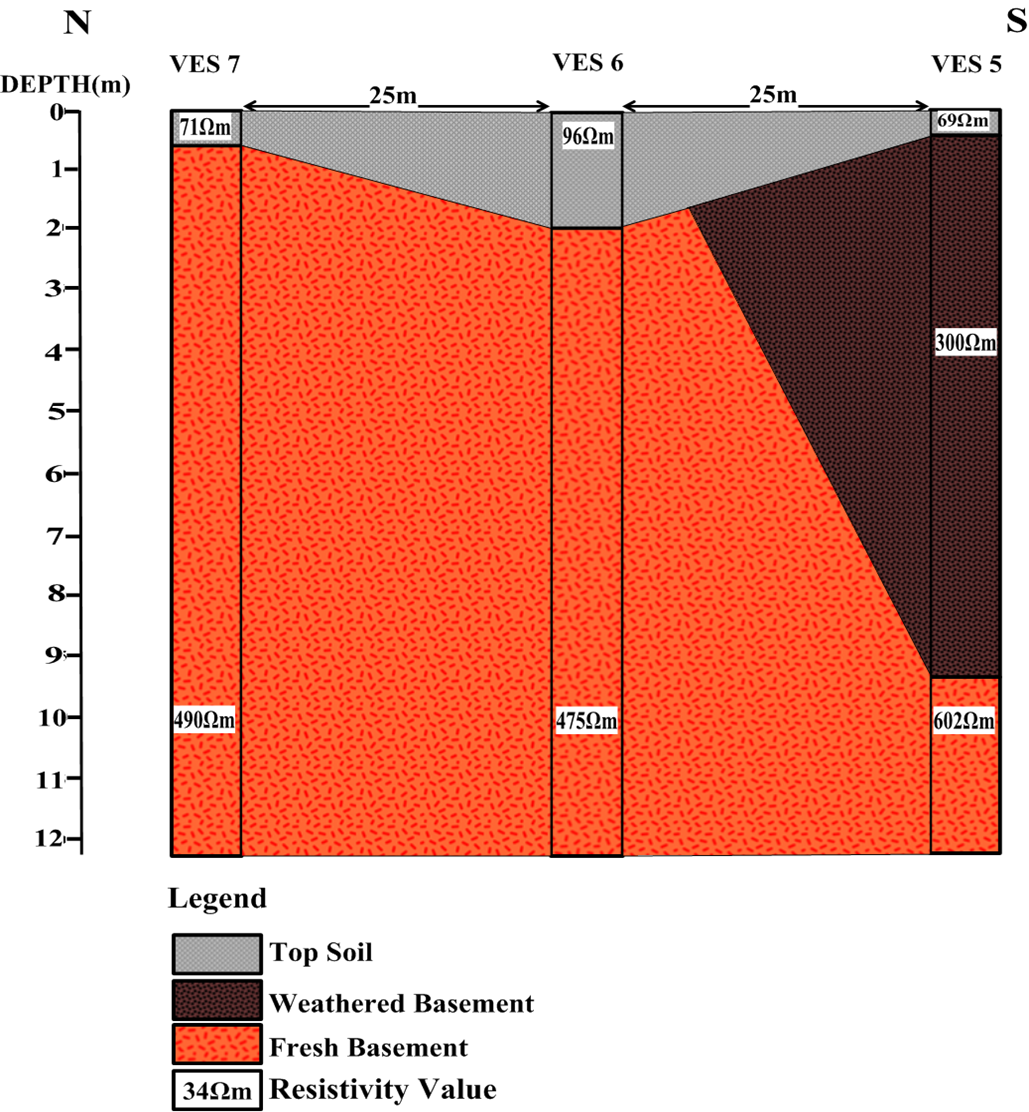 N S
VES 7 VES 6 VES 5
DEPTH(m)
25m 25m
0
71Ωm 96Ωm 69Ωm
1
2
3
300Ωm
4
5
6
7
8
9
10 490Ωm 475Ωm 602Ωm
11
12
Legend
Top Soil
Weathered Basement
Fresh Basement
34Ωm Resistivity Value